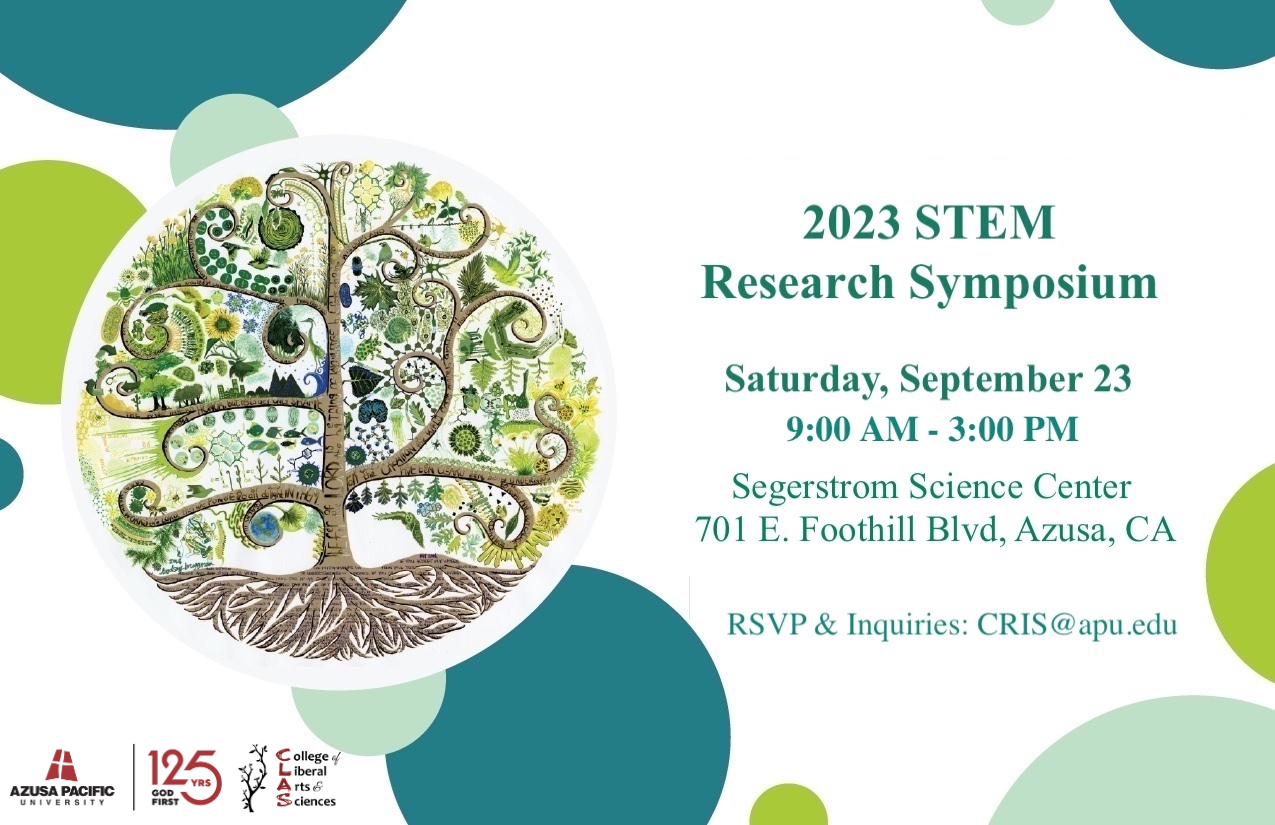 2023 STEM
Research Symposium
Saturday, September 23
9:00 AM - 3:00 PM
Segerstrom Science Center
701 E. Foothill Blvd, Azusa, CA
RSVP & Inquiries: CRIS@apu.edu
AZUSA PACIFIC
UNIVERSITY
125
YRS
GOD
FIRST
College of
Liberal
Arts &
Sciences